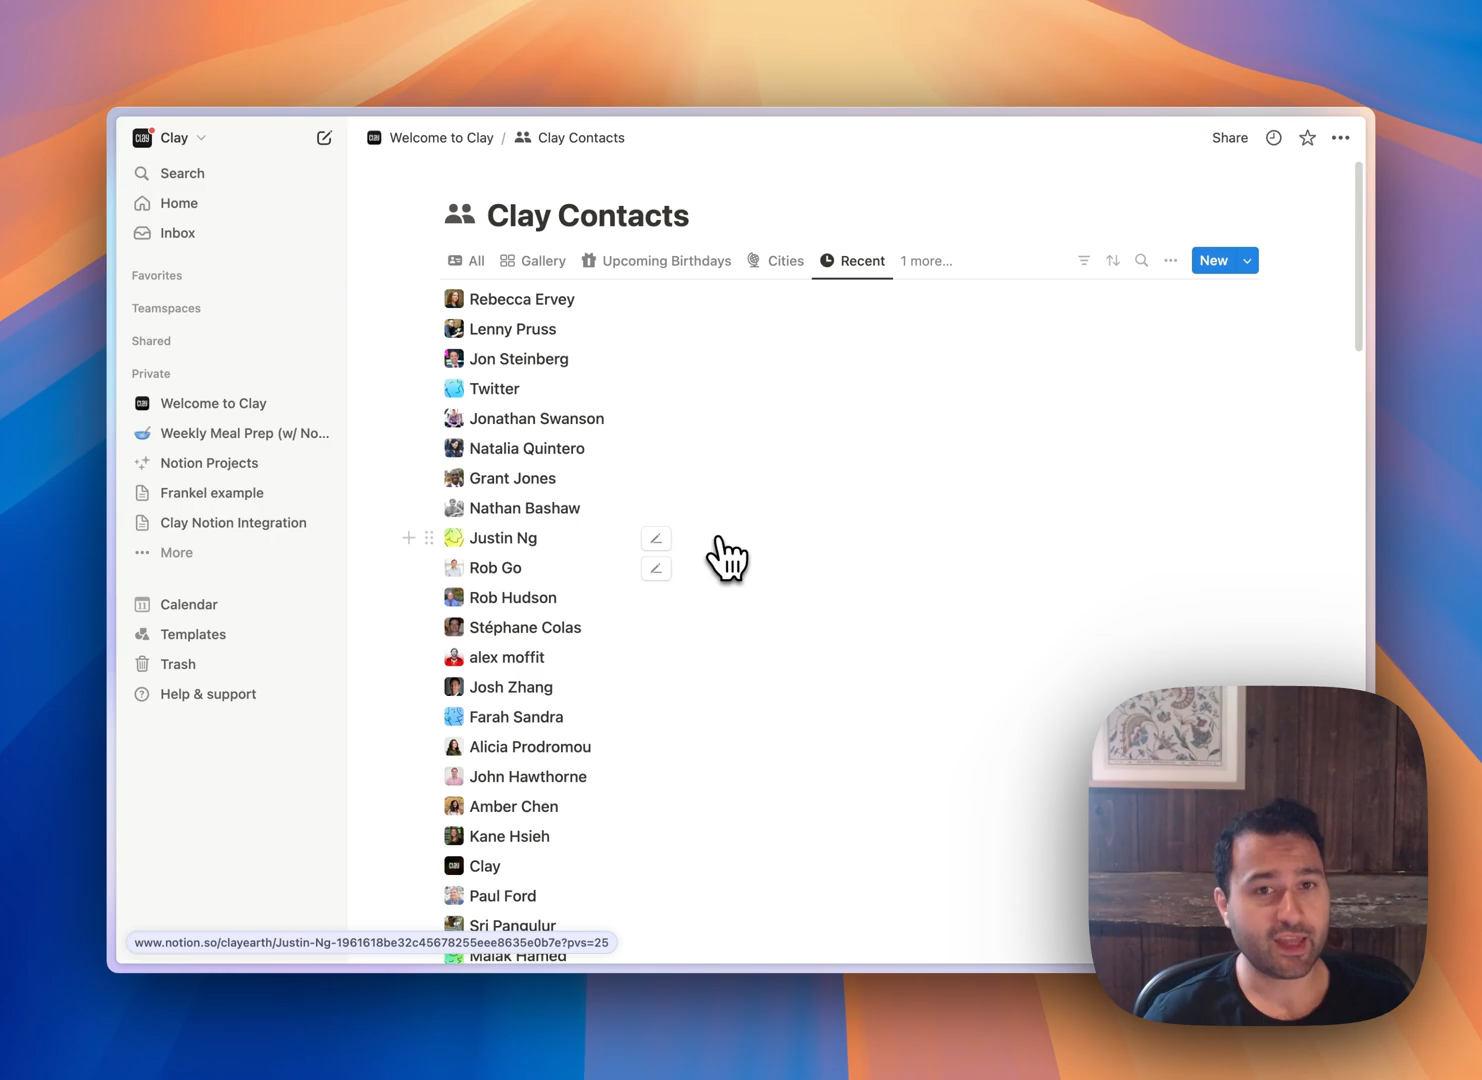 Clay
Welcome to Clay / Clay Contacts
Share
Search
Home
Inbox
Favorites
Teamspaces
Shared
Private
Welcome to Clay
Weekly Meal Prep (w/ No...
Notion Projects
Frankel example
Clay Notion Integration
More
Calendar
Templates
Trash
Help & support
Clay Contacts
All Gallery Upcoming Birthdays Cities Recent 1 more...
New
Rebecca Ervey
Lenny Pruss
Jon Steinberg
Twitter
Jonathan Swanson
Natalia Quintero
Grant Jones
Nathan Bashaw
Justin Ng
Rob Go
Rob Hudson
Stéphane Colas
alex moffit
Josh Zhang
Farah Sandra
Alicia Prodromou
John Hawthorne
Amber Chen
Kane Hsieh
Clay
Paul Ford
Sri Pangulur
Malak Hamed
www.notion.so/clayearth/Justin-Ng-1961618be32c45678255eee8635e0b7e?pvs=25